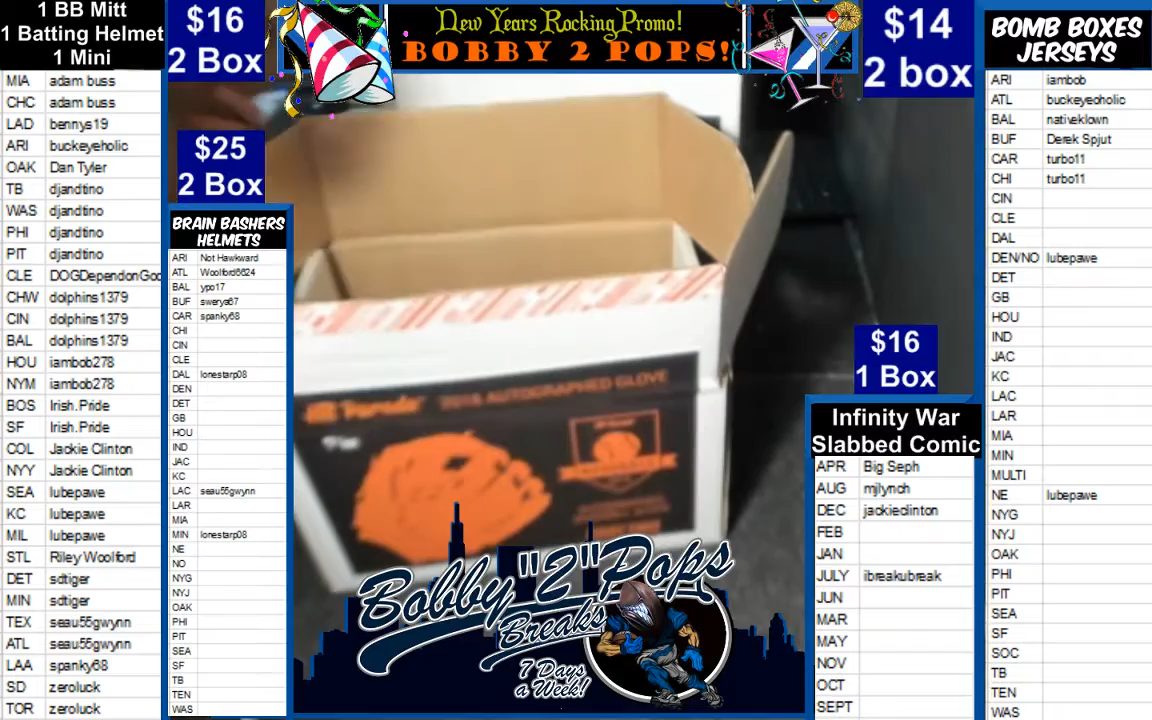 1 BB Mitt
1 Batting Helmet
1 Mini
MIA adam buss
CHC adam buss
LAD bennys19
ARI buckeyeholic
OAK Dan Tyler
TB djandtino
WAS djandtino
PHI djandtino
PIT djandtino
CLE DOGDependonGoo
CHW dolphins1379
CIN dolphins1379
BAL dolphins1379
HOU iambob278
NYM iambob278
BOS Irish.Pride
SF Irish.Pride
COL Jackie Clinton
NYY Jackie Clinton
SEA lubepawe
KC lubepawe
MIL lubepawe
STL Riley Woolford
DET sdtiger
MIN sdtiger
TEX seau55gwynn
ATL seau55gwynn
LAA spanky68
SD zeroluck
TOR zeroluck
$16
2 Box
$25
2 Box
BRAIN BASHERS
HELMETS
ARI Not Hawkward
ATL Woolford6624
BAL ypo17
BUF swerya67
CAR spanky68
CHI
CIN
CLE
DAL lonestarp08
DEN
DET
GB
HOU
IND
JAC
KC
LAC seau55gwynn
LAR
MIA
MIN lonestarp08
NE
NO
NYG
NYJ
OAK
PHI
PIT
SEA
SF
TB
TEN
WAS
New Years Rocking Promo!
BOBBY 2 POPS!
Parade 2018 AUTOGRAPHED GLOVE
Bobby "2" Pops
Breaks
7 Days
a Week!
$14
2 box
$16
1 Box
Infinity War
Slabbed Comic
APR Big Seph
AUG mjlynch
DEC jackieclinton
FEB
JAN
JULY ibreakubreak
JUN
MAR
MAY
NOV
OCT
SEPT
BOMB BOXES
JERSEYS
ARI iambob
ATL buckeyeoholic
BAL nativeklown
BUF Derek Spjut
CAR turbo11
CHI turbo11
CIN
CLE
DAL
DEN/NO lubepawe
DET
GB
HOU
IND
JAC
KC
LAC
LAR
MIA
MIN
MULTI
NE lubepawe
NYG
NYJ
OAK
PHI
PIT
SEA
SF
SOC
TB
TEN
WAS